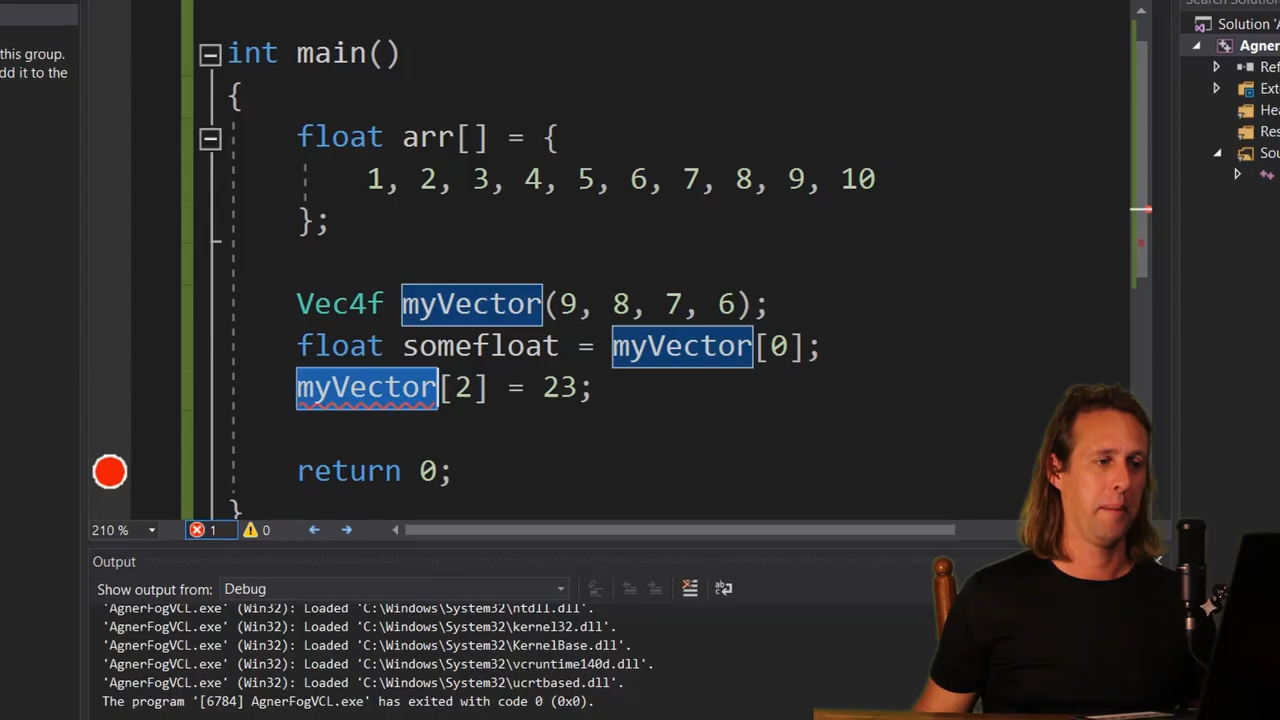 Search Solution
Solution 'A
this group.
dd it to the
Agner
Ref
Ext
Hea
Res
Sou
int main()
{
float arr[] = {
1, 2, 3, 4, 5, 6, 7, 8, 9, 10
};
Vec4f myVector(9, 8, 7, 6);
float somefloat = myVector[0];
myVector[2] = 23;
return 0;
}
210 % 1 0
Output
Show output from: Debug
'AgnerFogVCL.exe' (Win32): Loaded 'C:\Windows\System32\ntdll.dll'.
'AgnerFogVCL.exe' (Win32): Loaded 'C:\Windows\System32\kernel32.dll'.
'AgnerFogVCL.exe' (Win32): Loaded 'C:\Windows\System32\KernelBase.dll'.
'AgnerFogVCL.exe' (Win32): Loaded 'C:\Windows\System32\vcruntime140d.dll'.
'AgnerFogVCL.exe' (Win32): Loaded 'C:\Windows\System32\ucrtbased.dll'.
The program '[6784] AgnerFogVCL.exe' has exited with code 0 (0x0).